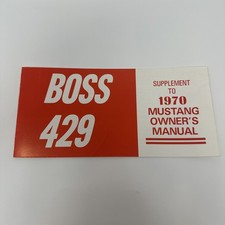 BOSS
429
SUPPLEMENT
TO
1970
MUSTANG
OWNER'S
MANUAL